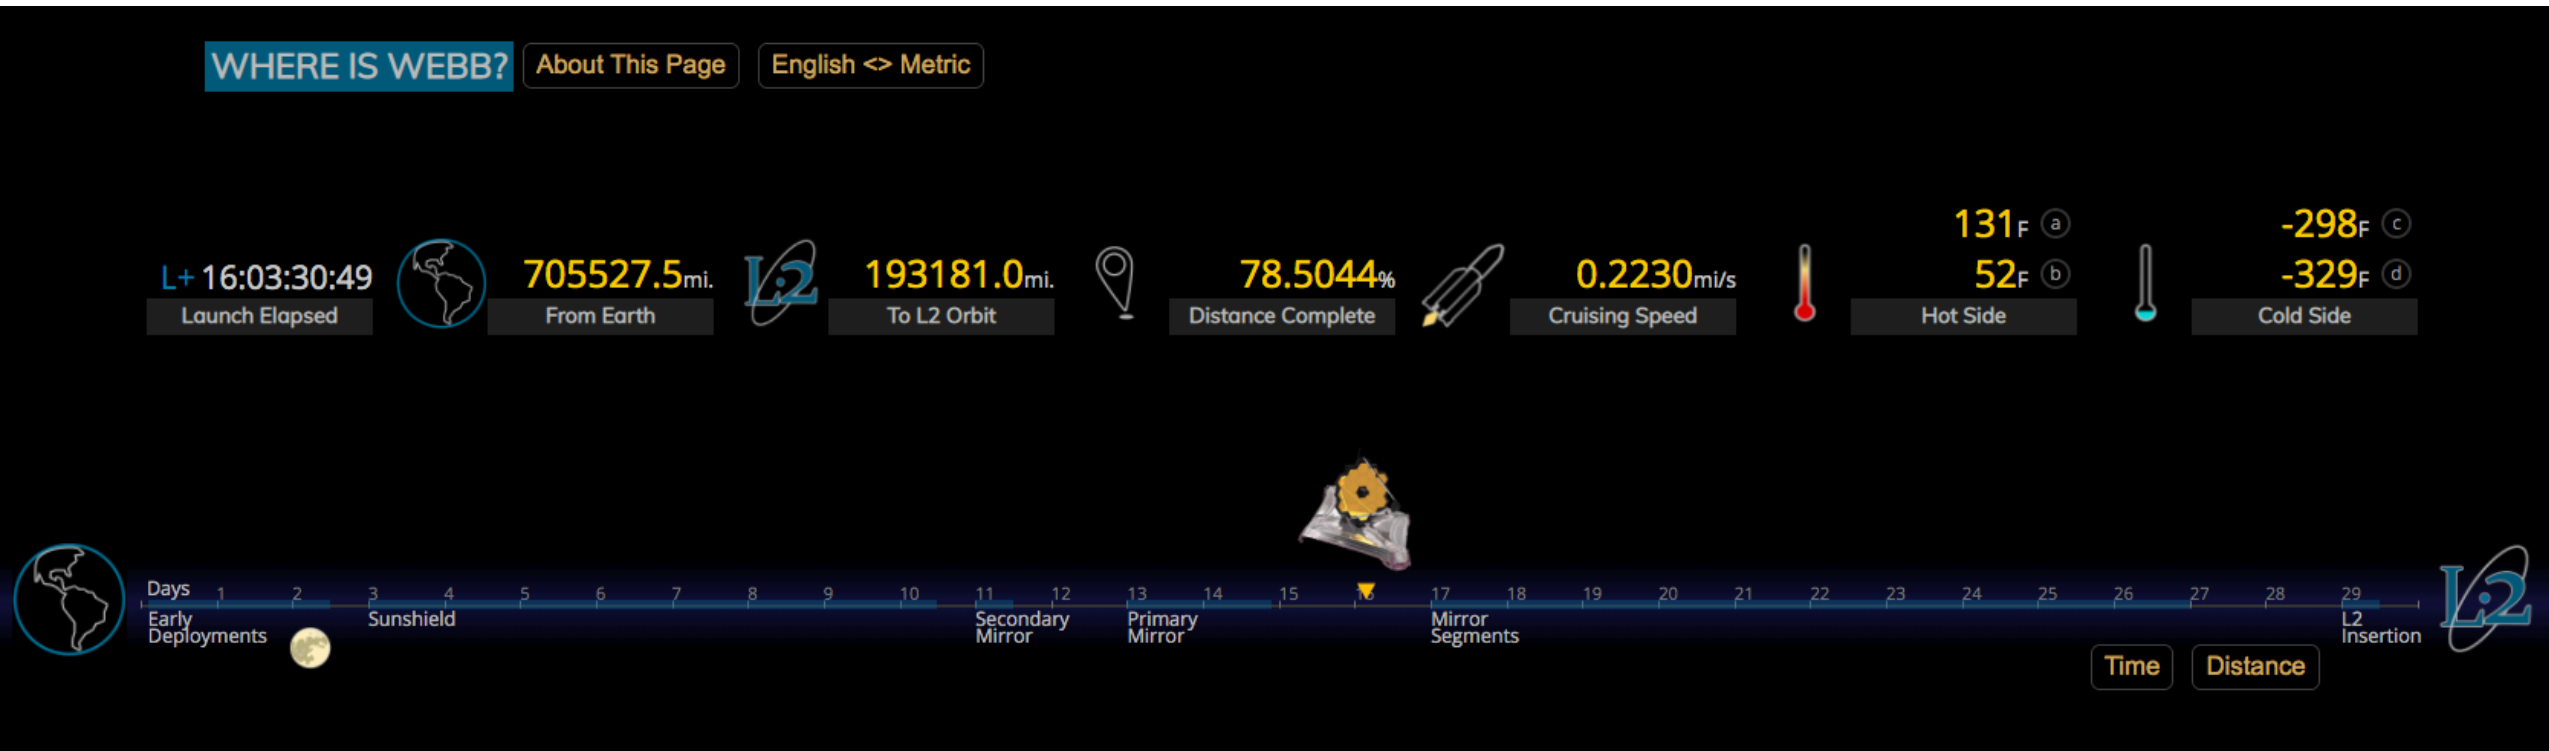 WHERE IS WEBB? About This Page English <> Metric
131F a -298F c
L+ 16:03:30:49 705527.5mi. L2 193181.0mi. 78.5044% 0.2230mi/s 52F b -329F d
Launch Elapsed From Earth To L2 Orbit Distance Complete Cruising Speed Hot Side Cold Side
Days 1 2 3 4 5 6 7 8 9 10 11 12 13 14 15 16 17 18 19 20 21 22 23 24 25 26 27 28 29 L2
Early Sunshield Secondary Primary Mirror L2
Deployments Mirror Mirror Segments Insertion
Time Distance